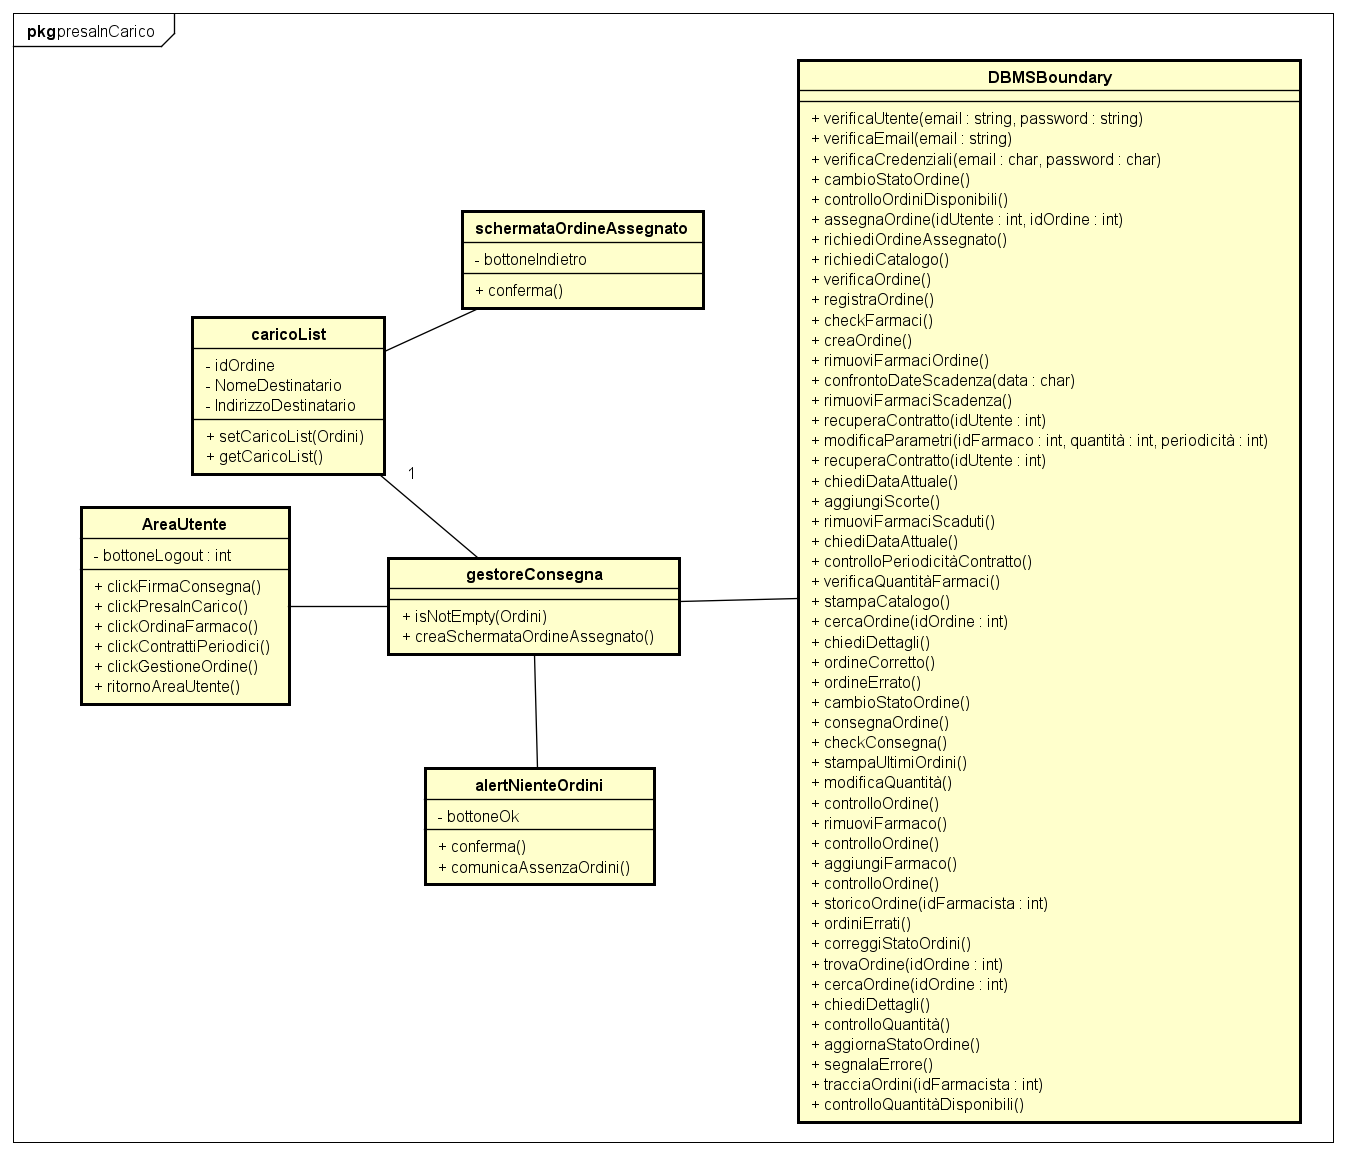 pkg presaInCarico
schermataOrdineAssegnato
- bottoneIndietro
+ conferma()
caricoList
- idOrdine
- NomeDestinatario
- IndirizzoDestinatario
+ setCaricoList(Ordini)
+ getCaricoList()
1
AreaUtente
- bottoneLogout : int
+ clickFirmaConsegna()
+ clickPresaInCarico()
+ clickOrdinaFarmaco()
+ clickContrattiPeriodici()
+ clickGestioneOrdine()
+ ritornoAreaUtente()
gestoreConsegna
+ isNotEmpty(Ordini)
+ creaSchermataOrdineAssegnato()
alertNienteOrdini
- bottoneOk
+ conferma()
+ comunicaAssenzaOrdini()
DBMSBoundary
+ verificaUtente(email : string, password : string)
+ verificaEmail(email : string)
+ verificaCredenziali(email : char, password : char)
+ cambioStatoOrdine()
+ controlloOrdiniDisponibili()
+ assegnaOrdine(idUtente : int, idOrdine : int)
+ richiediOrdineAssegnato()
+ richiediCatalogo()
+ verificaOrdine()
+ registraOrdine()
+ checkFarmaci()
+ creaOrdine()
+ rimuoviFarmaciOrdine()
+ confrontoDateScadenza(data : char)
+ rimuoviFarmaciScadenza()
+ recuperaContratto(idUtente : int)
+ modificaParametri(idFarmaco : int, quantità : int, periodicità : int)
+ recuperaContratto(idUtente : int)
+ chiediDataAttuale()
+ aggiungiScorte()
+ rimuoviFarmaciScaduti()
+ chiediDataAttuale()
+ controlloPeriodicitàContratto()
+ verificaQuantitàFarmaci()
+ stampaCatalogo()
+ cercaOrdine(idOrdine : int)
+ chiediDettagli()
+ ordineCorretto()
+ ordineErrato()
+ cambioStatoOrdine()
+ consegnaOrdine()
+ checkConsegna()
+ stampaUltimiOrdini()
+ modificaQuantità()
+ controlloOrdine()
+ rimuoviFarmaco()
+ controlloOrdine()
+ aggiungiFarmaco()
+ controlloOrdine()
+ storicoOrdine(idFarmacista : int)
+ ordiniErrati()
+ correggiStatoOrdini()
+ trovaOrdine(idOrdine : int)
+ cercaOrdine(idOrdine : int)
+ chiediDettagli()
+ controlloQuantità()
+ aggiornaStatoOrdine()
+ segnalaErrore()
+ tracciaOrdini(idFarmacista : int)
+ controlloQuantitàDisponibili()